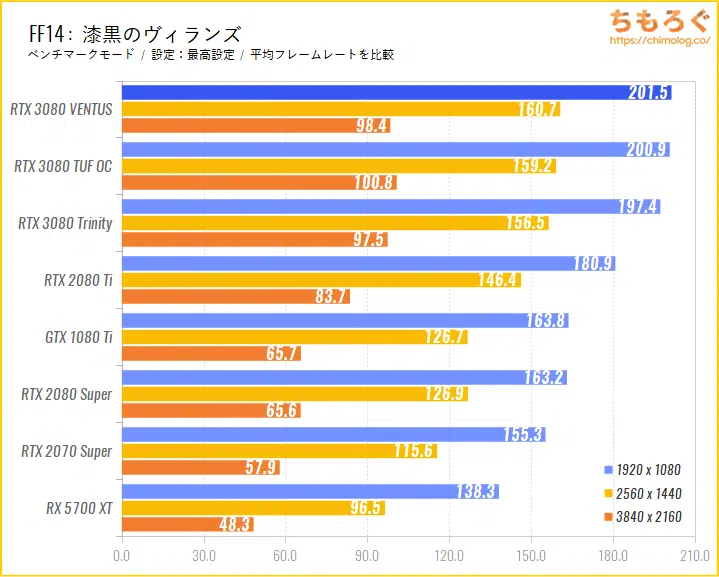 FF14: 漆黒のヴィランズ
ベンチマークモード / 設定：最高設定 / 平均フレームレートを比較
ちもろぐ
https://chimolog.co/
RTX 3080 VENTUS
201.5
160.7
98.4
RTX 3080 TUF OC
200.9
159.2
100.8
RTX 3080 Trinity
197.4
156.5
97.5
RTX 2080 Ti
180.9
146.4
83.7
GTX 1080 Ti
163.8
126.7
65.7
RTX 2080 Super
163.2
126.9
65.6
RTX 2070 Super
155.3
115.6
57.9
RX 5700 XT
138.3
96.5
48.3
1920 x 1080
2560 x 1440
3840 x 2160
0.0 30.0 60.0 90.0 120.0 150.0 180.0 210.0